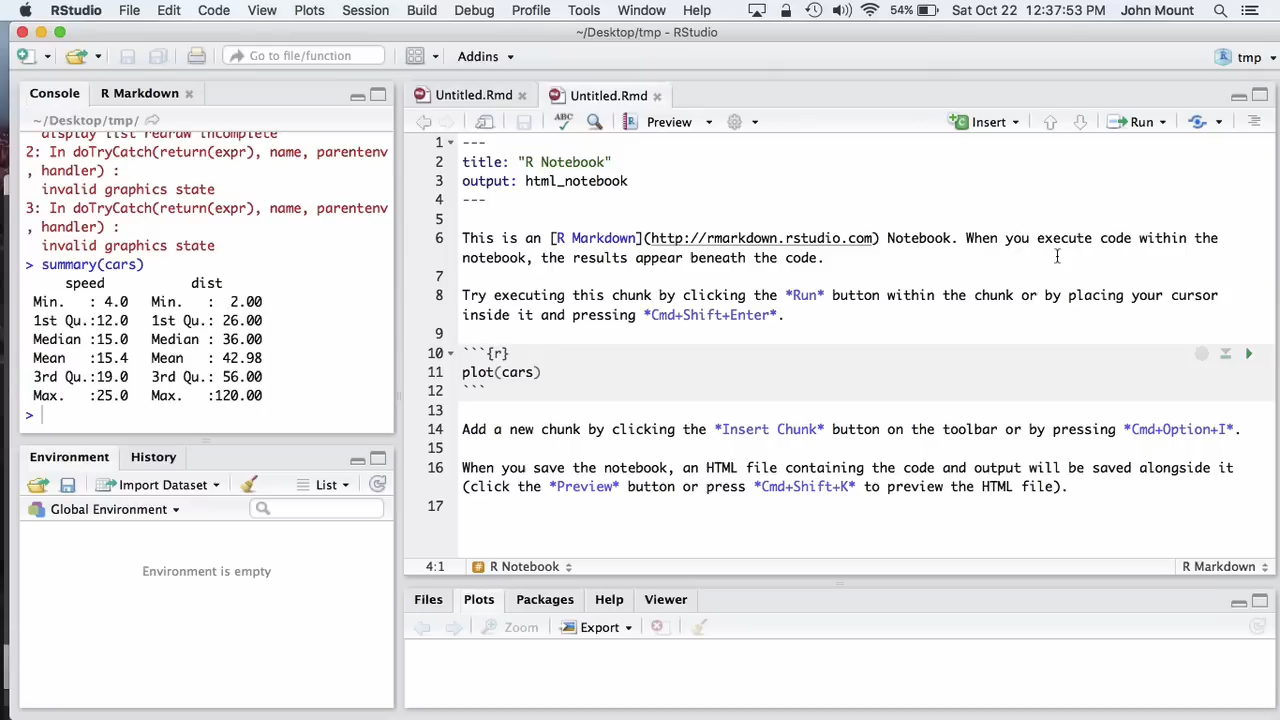 RStudio File Edit Code View Plots Session Build Debug Profile Tools Window Help 54% Sat Oct 22 12:37:53 PM John Mount
~/Desktop/tmp - RStudio
Go to file/function Addins tmp
Console R Markdown
~/Desktop/tmp/
display list redraw incomplete
2: In doTryCatch(return(expr), name, parentenv
, handler) :
invalid graphics state
3: In doTryCatch(return(expr), name, parentenv
, handler) :
invalid graphics state
> summary(cars)
speed dist
Min. : 4.0 Min. : 2.00
1st Qu.:12.0 1st Qu.: 26.00
Median :15.0 Median : 36.00
Mean :15.4 Mean : 42.98
3rd Qu.:19.0 3rd Qu.: 56.00
Max. :25.0 Max. :120.00
>
Environment History
Import Dataset List
Global Environment
Environment is empty
Untitled.Rmd Untitled.Rmd
ABC Preview Insert Run
1 ---
2 title: "R Notebook"
3 output: html_notebook
4 ---
5
6 This is an [R Markdown](http://rmarkdown.rstudio.com) Notebook. When you execute code within the
notebook, the results appear beneath the code.
7
8 Try executing this chunk by clicking the *Run* button within the chunk or by placing your cursor
inside it and pressing *Cmd+Shift+Enter*.
9
10 ```{r}
11 plot(cars)
12 ```
13
14 Add a new chunk by clicking the *Insert Chunk* button on the toolbar or by pressing *Cmd+Option+I*.
15
16 When you save the notebook, an HTML file containing the code and output will be saved alongside it
(click the *Preview* button or press *Cmd+Shift+K* to preview the HTML file).
17
4:1 R Notebook R Markdown
Files Plots Packages Help Viewer
Zoom Export